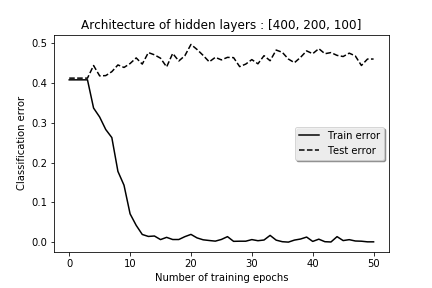 Architecture of hidden layers : [400, 200, 100]
0.5
0.4
0.3
0.2
0.1
0.0
Classification error
Train error
Test error
0
10
20
30
40
50
Number of training epochs